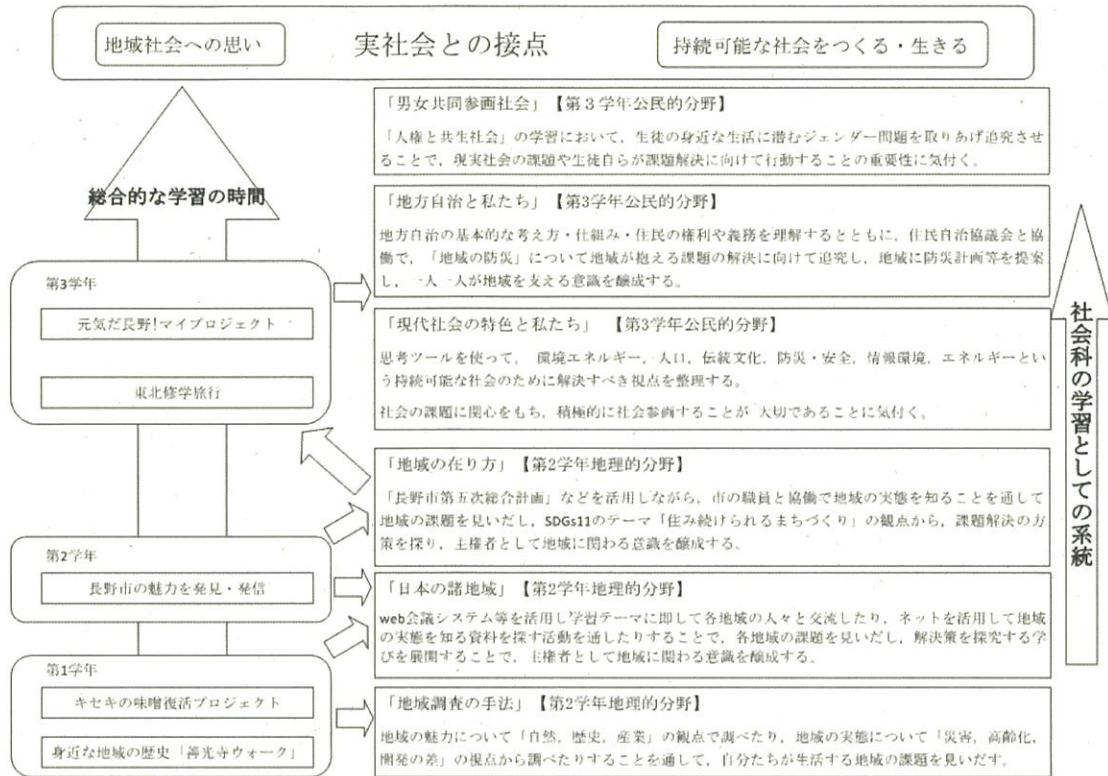 地域社会への思い
実社会との接点
持続可能な社会をつくる・生きる
総合的な学習の時間
第3学年
元気だ長野!マイプロジェクト
東北修学旅行
第2学年
長野市の魅力を発見・発信
第1学年
キセキの味噌復活プロジェクト
身近な地域の歴史「善光寺ウォーク」
「男女共同参画社会」【第3学年公民的分野】
「人権と共生社会」の学習において，生徒の身近な生活に潜むジェンダー問題を取りあげ追究させ
ることで，現実社会の課題や生徒自らが課題解決に向けて行動することの重要性に気付く。
「地方自治と私たち」【第3学年公民的分野】
地方自治の基本的な考え方・仕組み・住民の権利や義務を理解するとともに，住民自治協議会と協
働で，「地域の防災」について地域が抱える課題の解決に向けて追究し，地域に防災計画等を提案
し，一人一人が地域を支える意識を醸成する。
「現代社会の特色と私たち」【第3学年公民的分野】
思考ツールを使って， 環境エネルギー，人口，伝統文化，防災・安全，情報環境，エネルギーとい
う持続可能な社会のために解決すべき視点を整理する。
社会の課題に関心をもち，積極的に社会参画することが 大切であることに気付く。
「地域の在り方」【第2学年地理的分野】
「長野市第五次総合計画」などを活用しながら，市の職員と協働で地域の実態を知ることを通して
地域の課題を見いだし，SDGs11のテーマ「住み続けられるまちづくり」の観点から，課題解決の方
策を探り，主権者として地域に関わる意識を醸成する。
「日本の諸地域」【第2学年地理的分野】
web会議システム等を活用し学習テーマに即して各地域の人々と交流したり，ネットを活用して地域
の実態を知る資料を探す活動を通したりすることで，各地域の課題を見いだし，解決策を探究する学
びを展開することで，主権者として地域に関わる意識を醸成する。
「地域調査の手法」【第2学年地理的分野】
地域の魅力について「自然，歴史，産業」の観点で調べたり，地域の実態について「災害，高齢化，
開発の差」の視点から調べたりすることを通して，自分たちが生活する地域の課題を見いだす。
社会科の学習としての系統